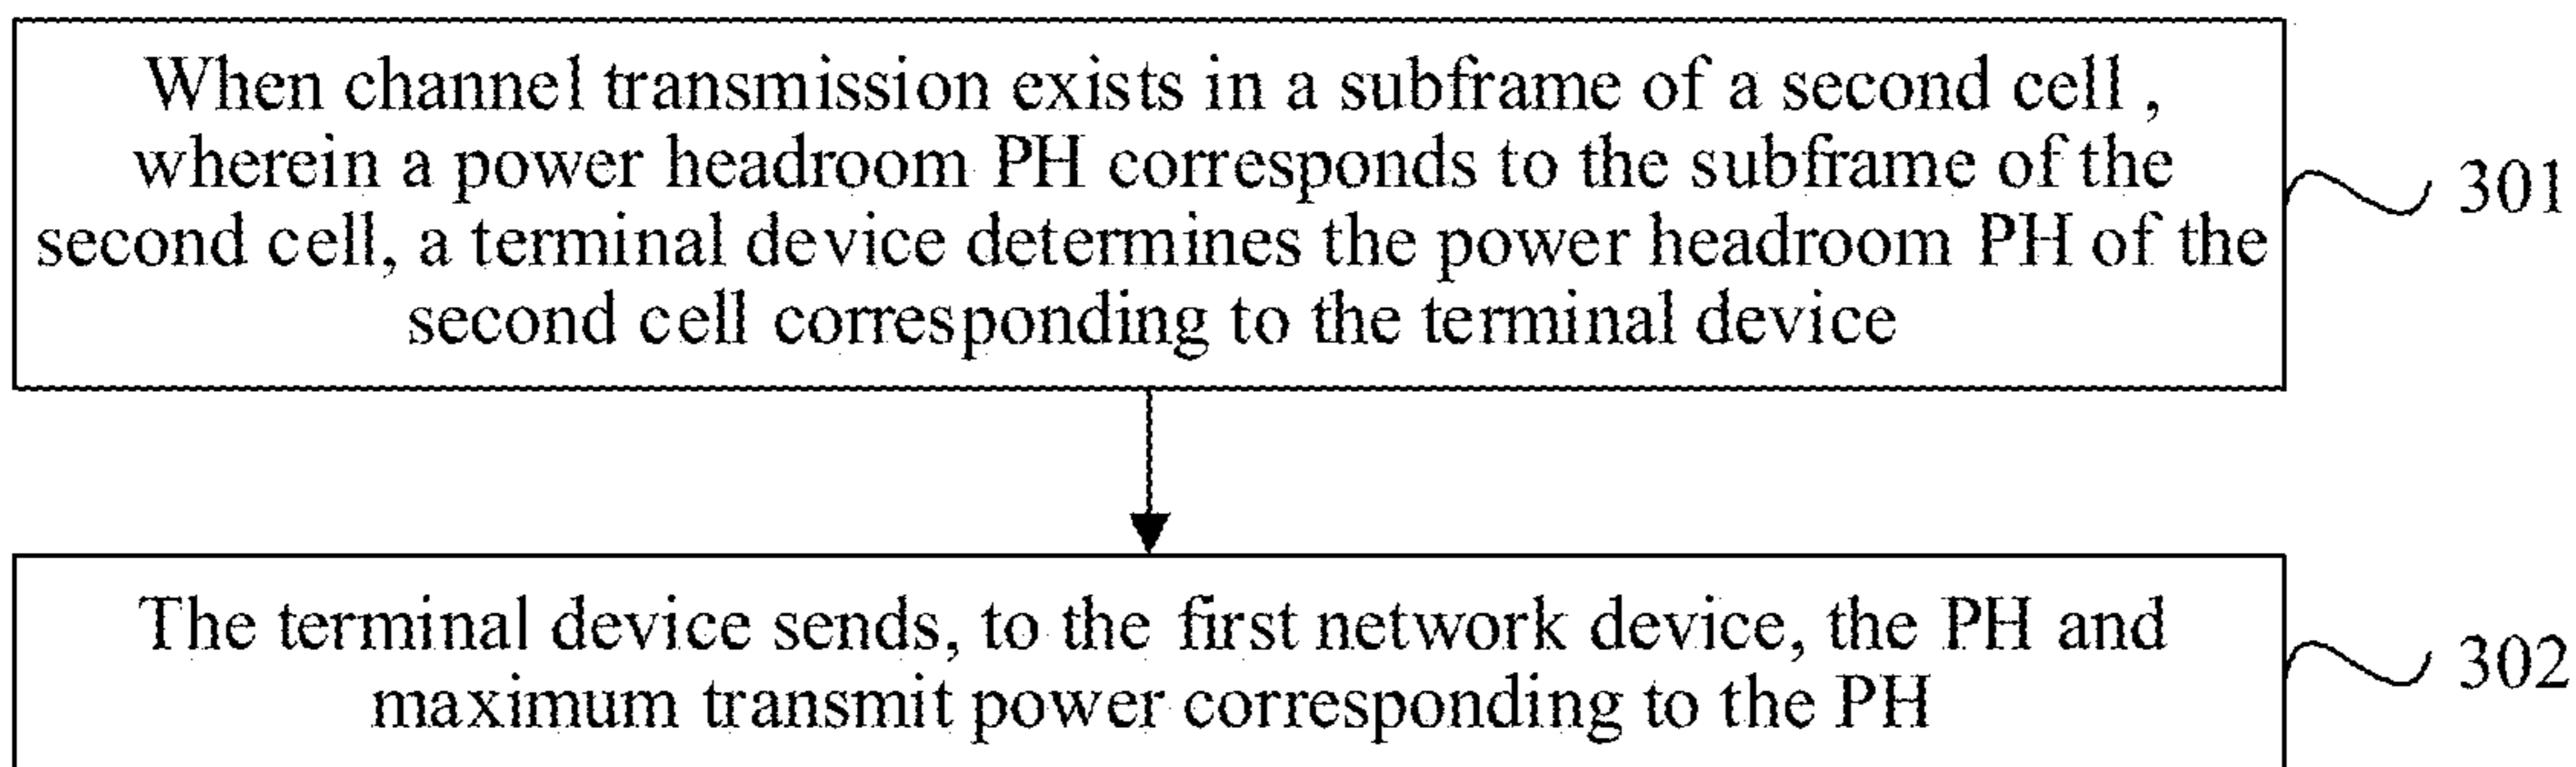 When channel transmission exists in a subframe of a second cell ,
wherein a power headroom PH corresponds to the subframe of the
second cell, a terminal device determines the power headroom PH of the
second cell corresponding to the terminal device
301
The terminal device sends, to the first network device, the PH and
maximum transmit power corresponding to the PH
302